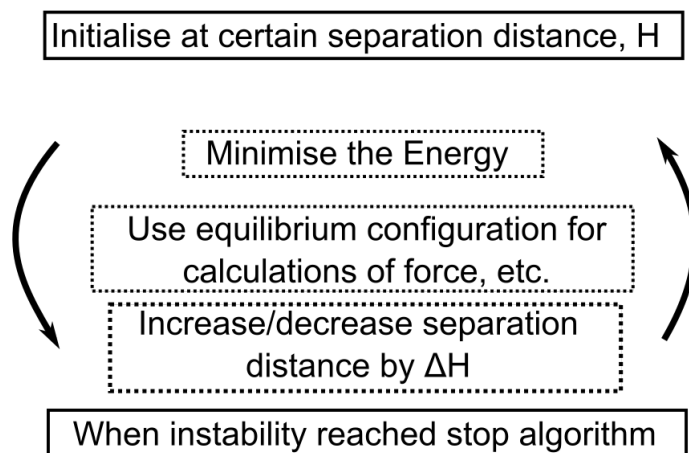 Initialise at certain separation distance, H
Minimise the Energy
Use equilibrium configuration for
calculations of force, etc.
Increase/decrease separation
distance by ΔH
When instability reached stop algorithm